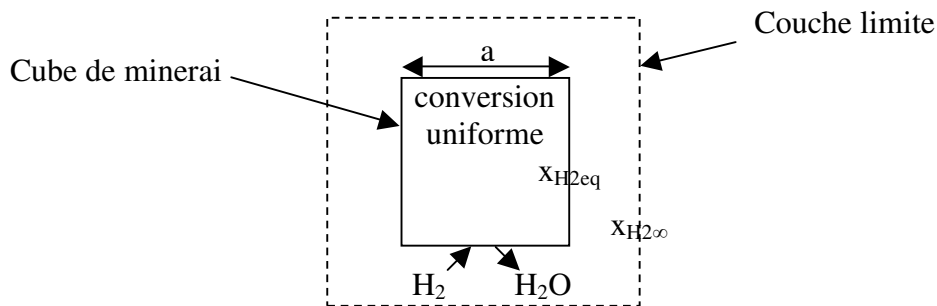 Couche limite
a
Cube de minerai
conversion
uniforme
x_H2eq
x_H2∞
H₂ H₂O